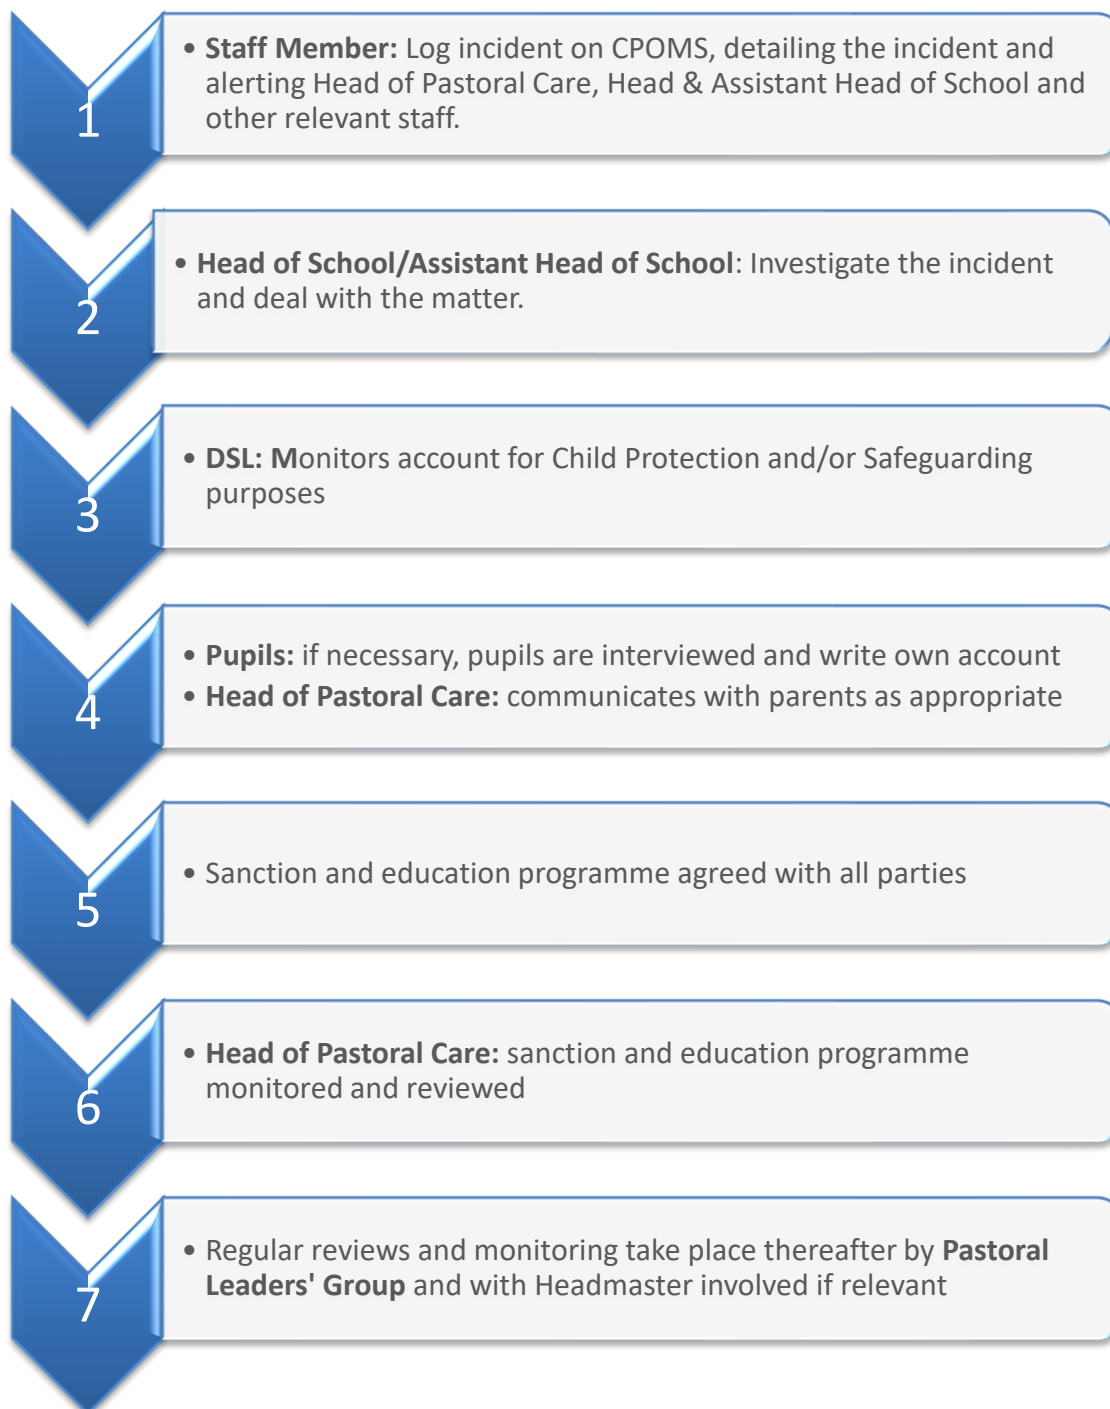 1
• Staff Member: Log incident on CPOMS, detailing the incident and
alerting Head of Pastoral Care, Head & Assistant Head of School and
other relevant staff.
2
• Head of School/Assistant Head of School: Investigate the incident
and deal with the matter.
3
• DSL: Monitors account for Child Protection and/or Safeguarding
purposes
4
• Pupils: if necessary, pupils are interviewed and write own account
• Head of Pastoral Care: communicates with parents as appropriate
5
• Sanction and education programme agreed with all parties
6
• Head of Pastoral Care: sanction and education programme
monitored and reviewed
7
• Regular reviews and monitoring take place thereafter by Pastoral
Leaders' Group and with Headmaster involved if relevant